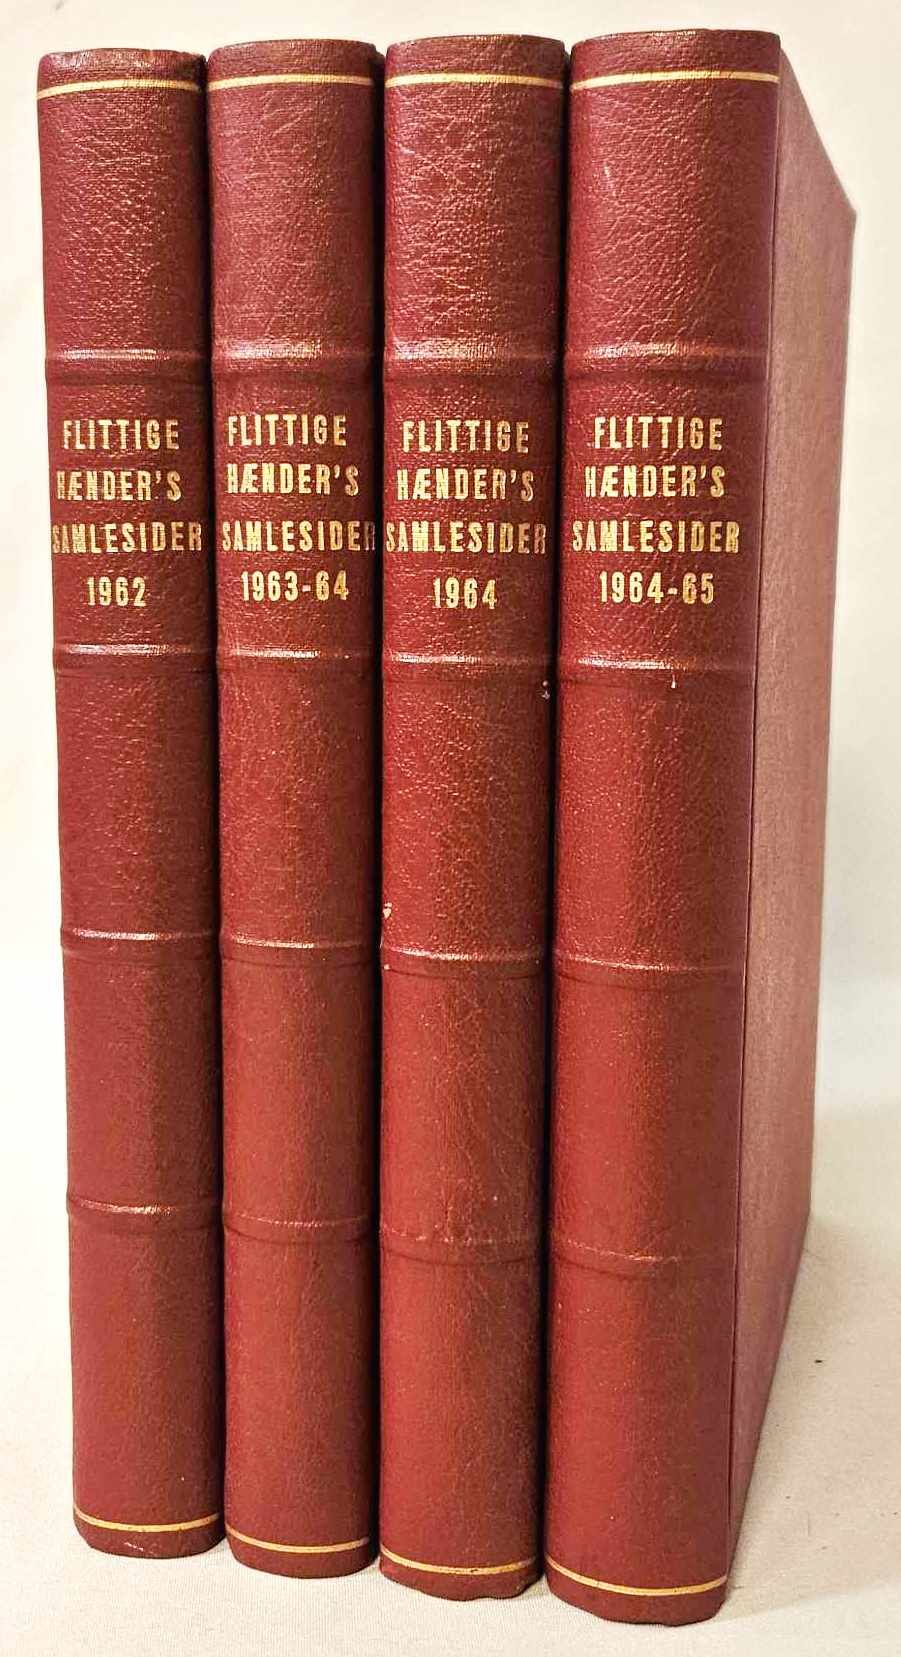 FLITTIGE
HÆNDER'S
SAMLESIDER
1962
FLITTIGE
HÆNDER'S
SAMLESIDER
1963-64
FLITTIGE
HÆNDER'S
SAMLESIDER
1964
FLITTIGE
HÆNDER'S
SAMLESIDER
1964-65